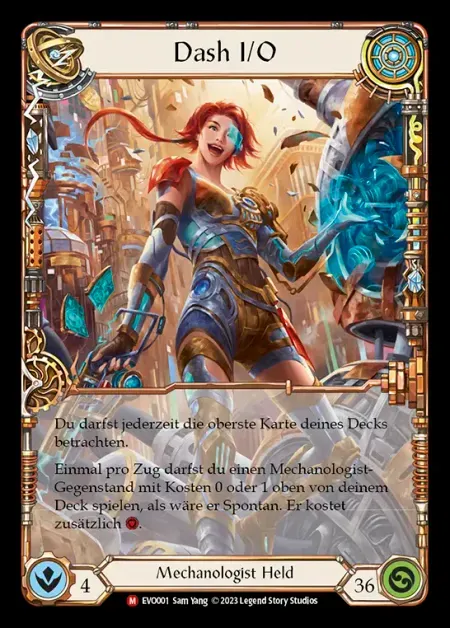 Dash I/O
Du darfst jederzeit die oberste Karte deines Decks
betrachten.
Einmal pro Zug darfst du einen Mechanologist-
Gegenstand mit Kosten 0 oder 1 oben von deinem
Deck spielen, als wäre er Spontan. Er kostet
zusätzlich .
4
Mechanologist Held
36
M EVO001 Sam Yang © 2023 Legend Story Studios